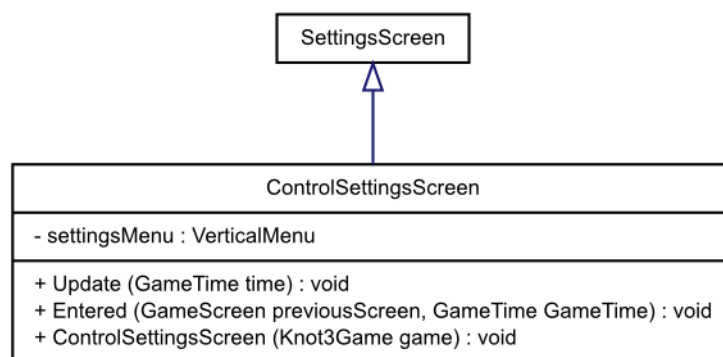 SettingsScreen
ControlSettingsScreen
- settingsMenu : VerticalMenu
+ Update (GameTime time) : void
+ Entered (GameScreen previousScreen, GameTime GameTime) : void
+ ControlSettingsScreen (Knot3Game game) : void